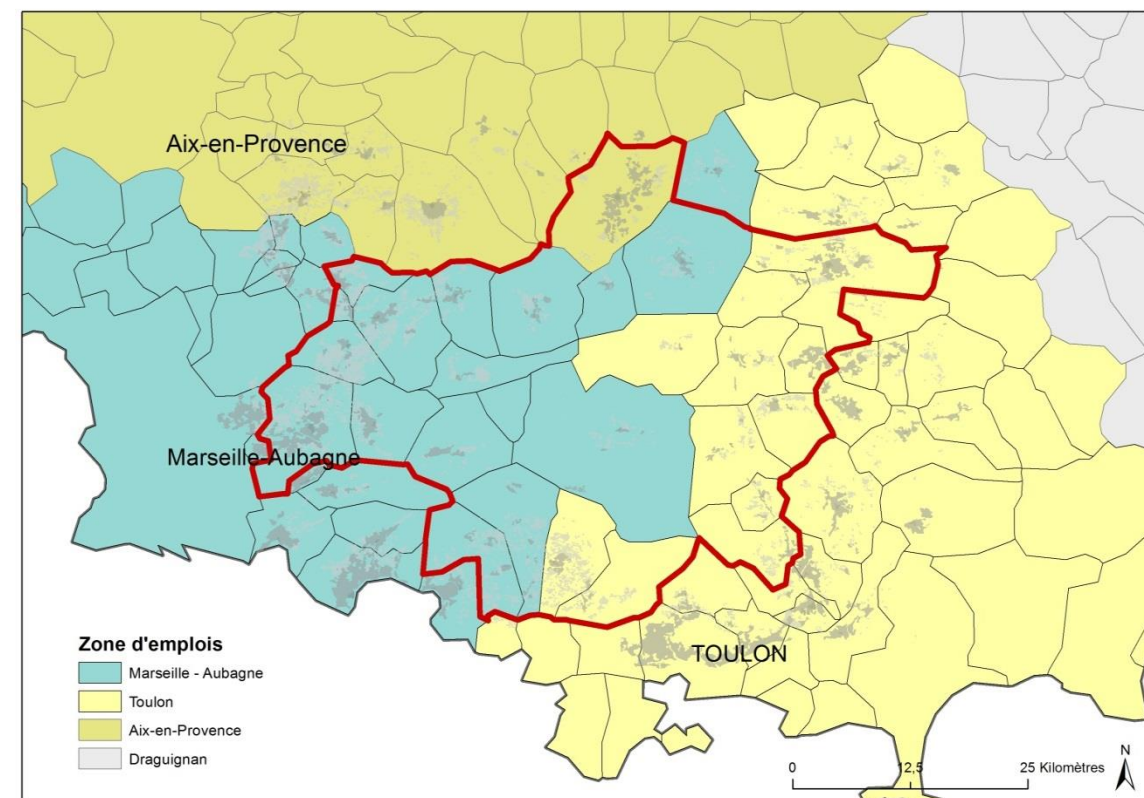 Aix-en-Provence
Marseille-Aubagne
TOULON
Zone d'emplois
Marseille - Aubagne
Toulon
Aix-en-Provence
Draguignan
0 12,5 25 Kilomètres
N